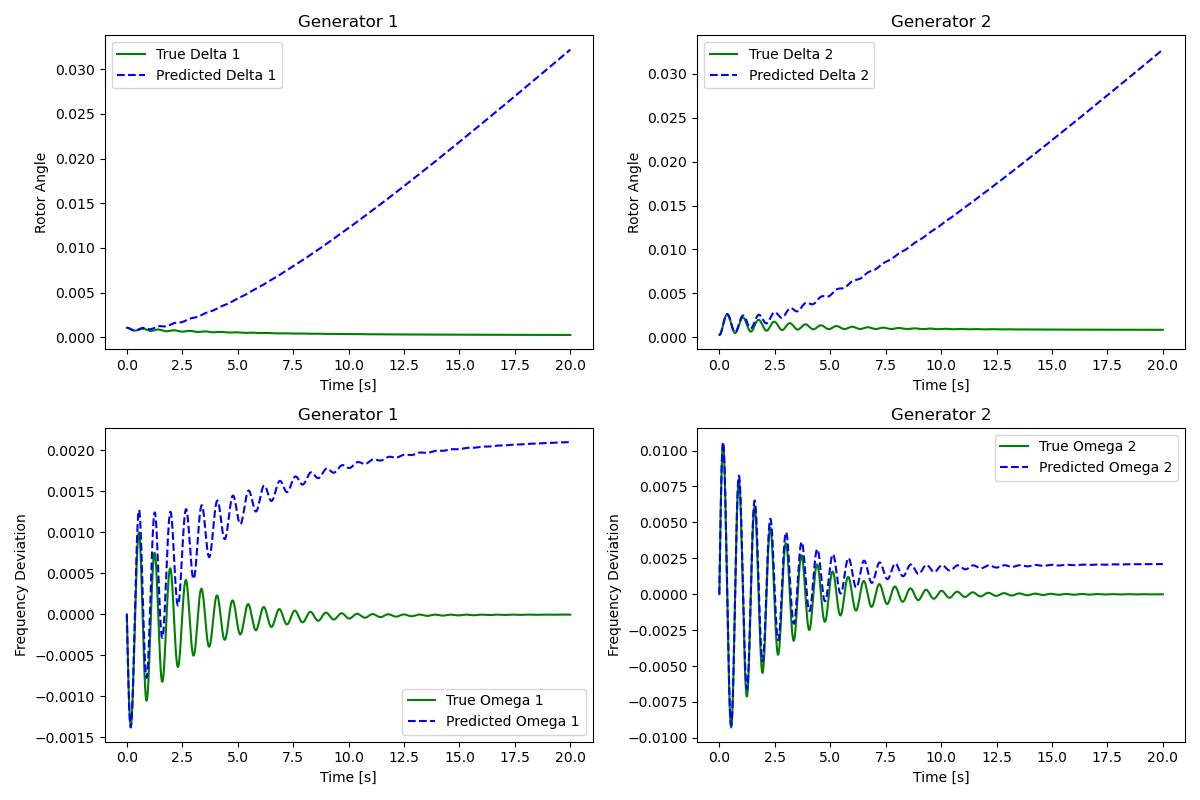 Generator 1
True Delta 1
Predicted Delta 1
0.030
0.025
0.020
0.015
0.010
0.005
0.000
Rotor Angle
0.0 2.5 5.0 7.5 10.0 12.5 15.0 17.5 20.0
Time [s]
Generator 2
True Delta 2
Predicted Delta 2
0.030
0.025
0.020
0.015
0.010
0.005
0.000
Rotor Angle
0.0 2.5 5.0 7.5 10.0 12.5 15.0 17.5 20.0
Time [s]
Generator 1
0.0020
0.0015
0.0010
0.0005
0.0000
−0.0005
−0.0010
−0.0015
Frequency Deviation
True Omega 1
Predicted Omega 1
0.0 2.5 5.0 7.5 10.0 12.5 15.0 17.5 20.0
Time [s]
Generator 2
True Omega 2
Predicted Omega 2
0.0100
0.0075
0.0050
0.0025
0.0000
−0.0025
−0.0050
−0.0075
−0.0100
Frequency Deviation
0.0 2.5 5.0 7.5 10.0 12.5 15.0 17.5 20.0
Time [s]